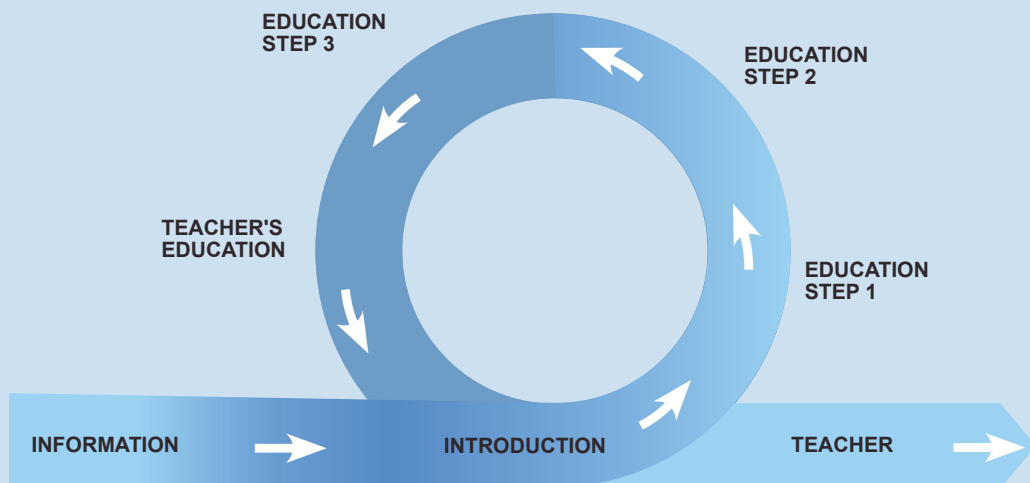 EDUCATION
STEP 3
EDUCATION
STEP 2
TEACHER'S
EDUCATION
EDUCATION
STEP 1
INFORMATION
INTRODUCTION
TEACHER